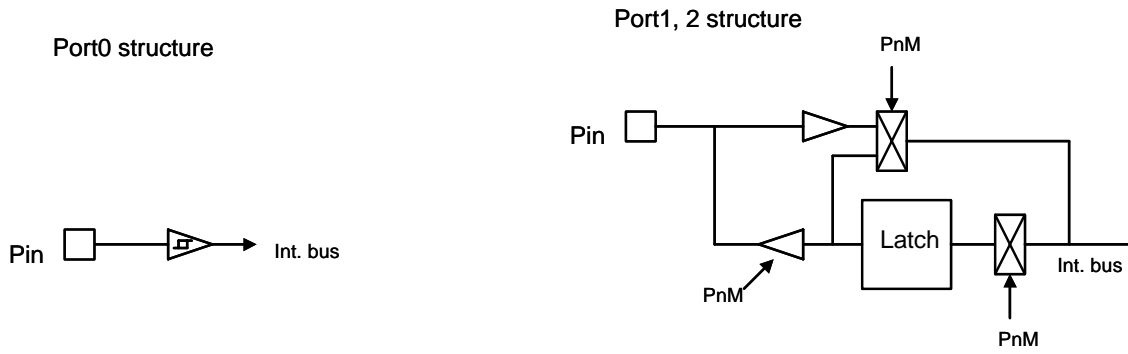 Port0 structure
Pin
Int. bus
Port1, 2 structure
PnM
Pin
Latch
Int. bus
PnM
PnM